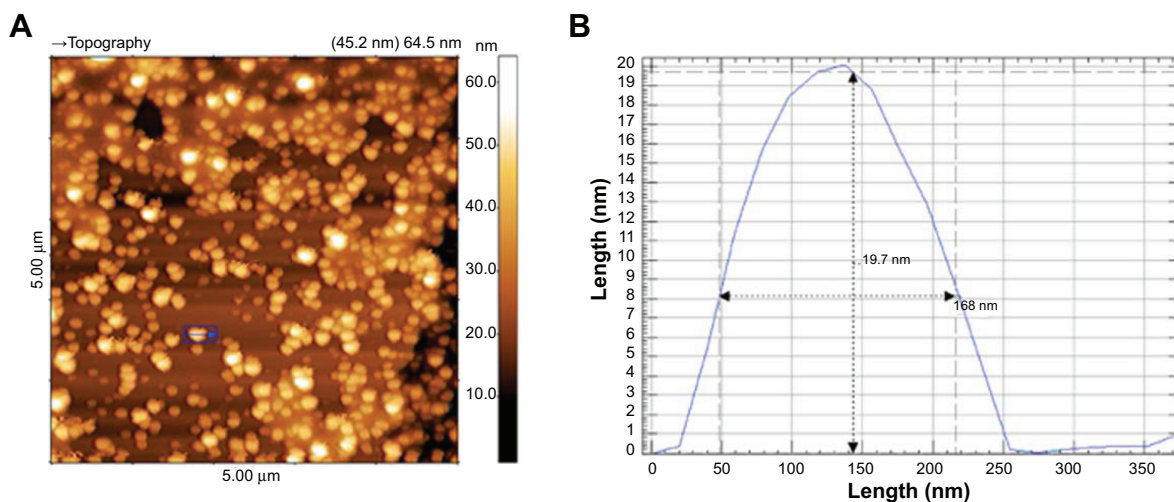 A
→Topography (45.2 nm) 64.5 nm nm
60.0
50.0
40.0
30.0
20.0
10.0
5.00 µm
5.00 µm
B
20
19
18
17
16
15
14
13
12
11
10
9
8
7
6
5
4
3
2
1
0
Length (nm)
19.7 nm
168 nm
0 50 100 150 200 250 300 350
Length (nm)